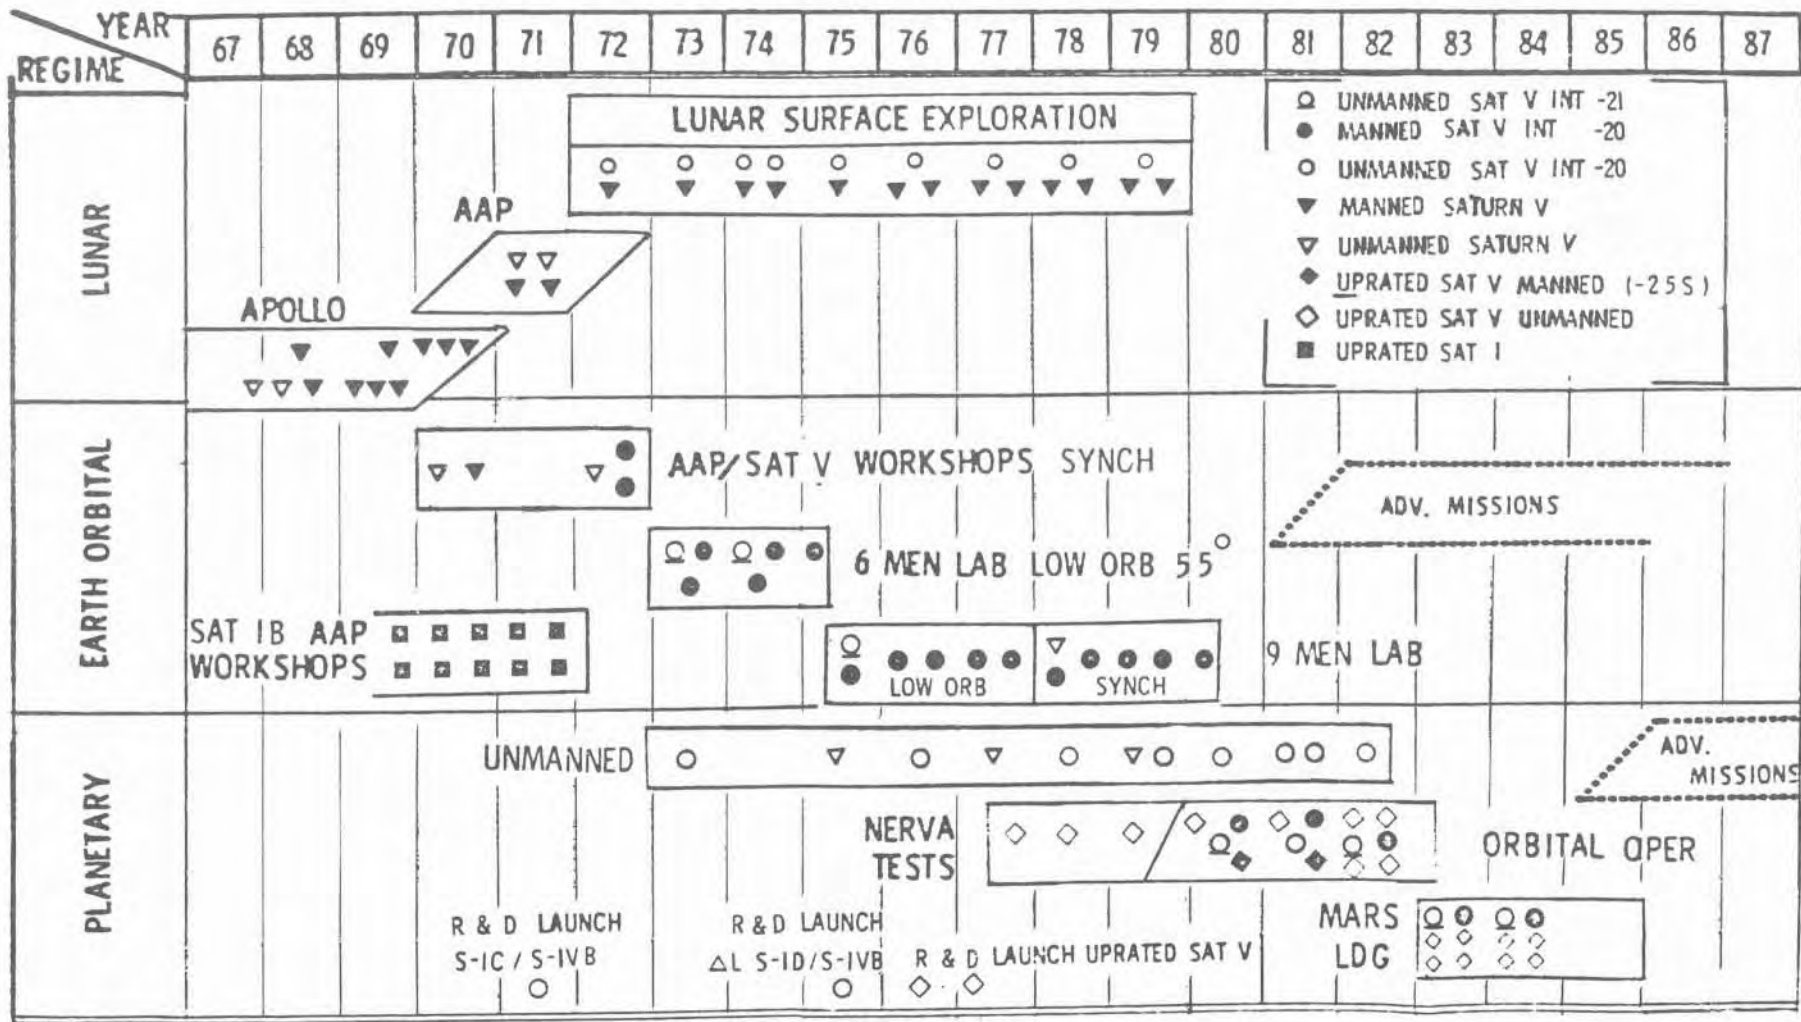 YEAR
REGIME
67 68 69 70 71 72 73 74 75 76 77 78 79 80 81 82 83 84 85 86 87
LUNAR
LUNAR SURFACE EXPLORATION
AAP
APOLLO
UNMANNED SAT V INT -21
MANNED SAT V INT -20
UNMANNED SAT V INT -20
MANNED SATURN V
UNMANNED SATURN V
UPRATED SAT V MANNED (-25S)
UPRATED SAT V UNMANNED
UPRATED SAT I
EARTH ORBITAL
AAP/SAT V WORKSHOPS SYNCH
ADV. MISSIONS
6 MEN LAB LOW ORB 55°
SAT IB AAP
WORKSHOPS
LOW ORB
SYNCH
9 MEN LAB
PLANETARY
UNMANNED
ADV.
MISSIONS
NERVA
TESTS
ORBITAL OPER
R & D LAUNCH
S-IC / S-IVB
R & D LAUNCH
ΔL S-ID/S-IVB
R & D LAUNCH UPRATED SAT V
MARS
LDG